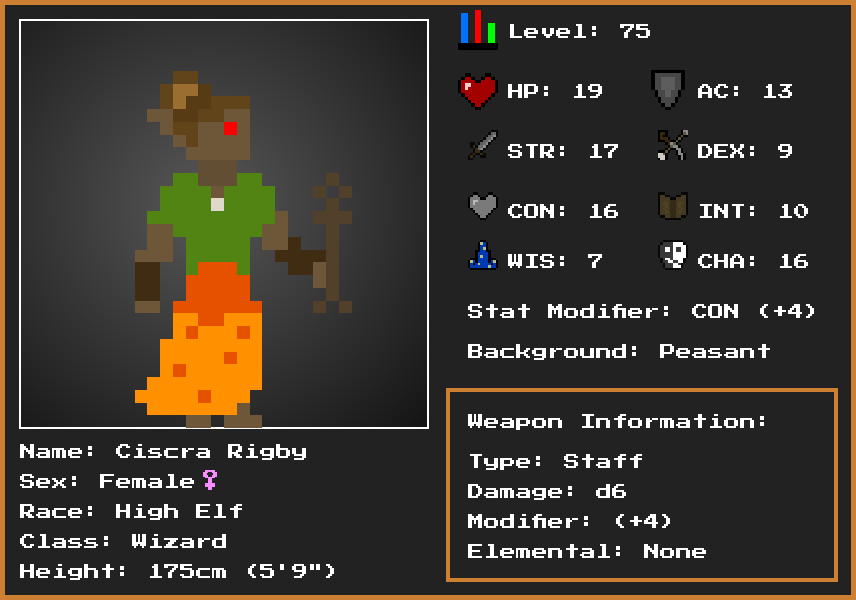 Level: 75
HP: 19 AC: 13
STR: 17 DEX: 9
CON: 16 INT: 10
WIS: 7 CHA: 16
Stat Modifier: CON (+4)
Background: Peasant
Weapon Information:
Type: Staff
Damage: d6
Modifier: (+4)
Elemental: None
Name: Ciscra Rigby
Sex: Female♀
Race: High Elf
Class: Wizard
Height: 175cm (5'9")